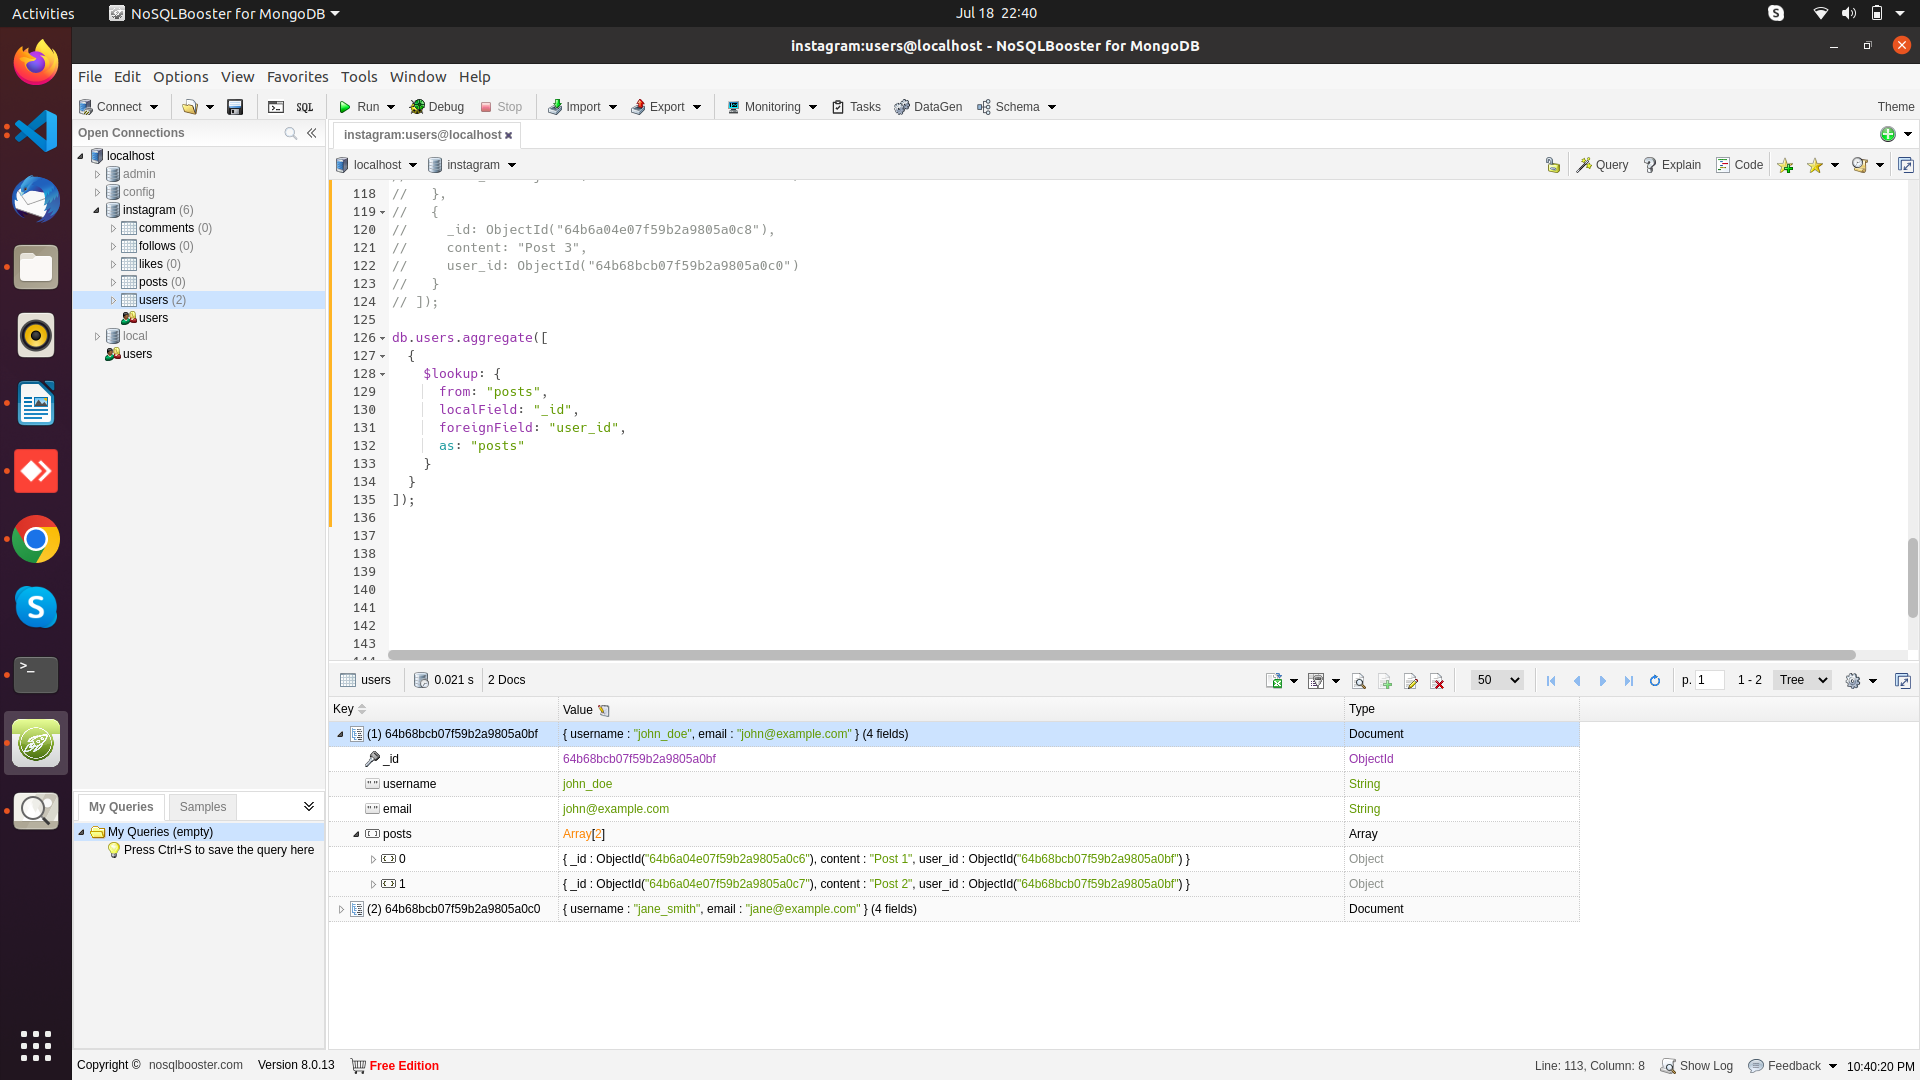 Activities
NoSQLBooster for MongoDB
Jul 18 22:40
instagram:users@localhost - NoSQLBooster for MongoDB
File Edit Options View Favorites Tools Window Help
Connect SQL Run Debug Stop Import Export Monitoring Tasks DataGen Schema Theme
Open Connections
localhost
admin
config
instagram (6)
comments (0)
follows (0)
likes (0)
posts (0)
users (2)
users
local
users
instagram:users@localhost
localhost instagram Query Explain Code
118 //   },
119 //   {
120 //     _id: ObjectId("64b6a04e07f59b2a9805a0c8"),
121 //     content: "Post 3",
122 //     user_id: ObjectId("64b68bcb07f59b2a9805a0c0")
123 //   }
124 // ]);
125
126 db.users.aggregate([
127   {
128     $lookup: {
129       from: "posts",
130       localField: "_id",
131       foreignField: "user_id",
132       as: "posts"
133     }
134   }
135 ]);
136
137
138
139
140
141
142
143
users 0.021 s 2 Docs 50 p. 1 1 - 2 Tree
Key Value Type
(1) 64b68bcb07f59b2a9805a0bf { username : "john_doe", email : "john@example.com" } (4 fields) Document
_id 64b68bcb07f59b2a9805a0bf ObjectId
username john_doe String
email john@example.com String
posts Array[2] Array
0 { _id : ObjectId("64b6a04e07f59b2a9805a0c6"), content : "Post 1", user_id : ObjectId("64b68bcb07f59b2a9805a0bf") } Object
1 { _id : ObjectId("64b6a04e07f59b2a9805a0c7"), content : "Post 2", user_id : ObjectId("64b68bcb07f59b2a9805a0bf") } Object
(2) 64b68bcb07f59b2a9805a0c0 { username : "jane_smith", email : "jane@example.com" } (4 fields) Document
My Queries Samples
My Queries (empty)
Press Ctrl+S to save the query here
Copyright © nosqlbooster.com Version 8.0.13 Free Edition
Line: 113, Column: 8 Show Log Feedback 10:40:20 PM